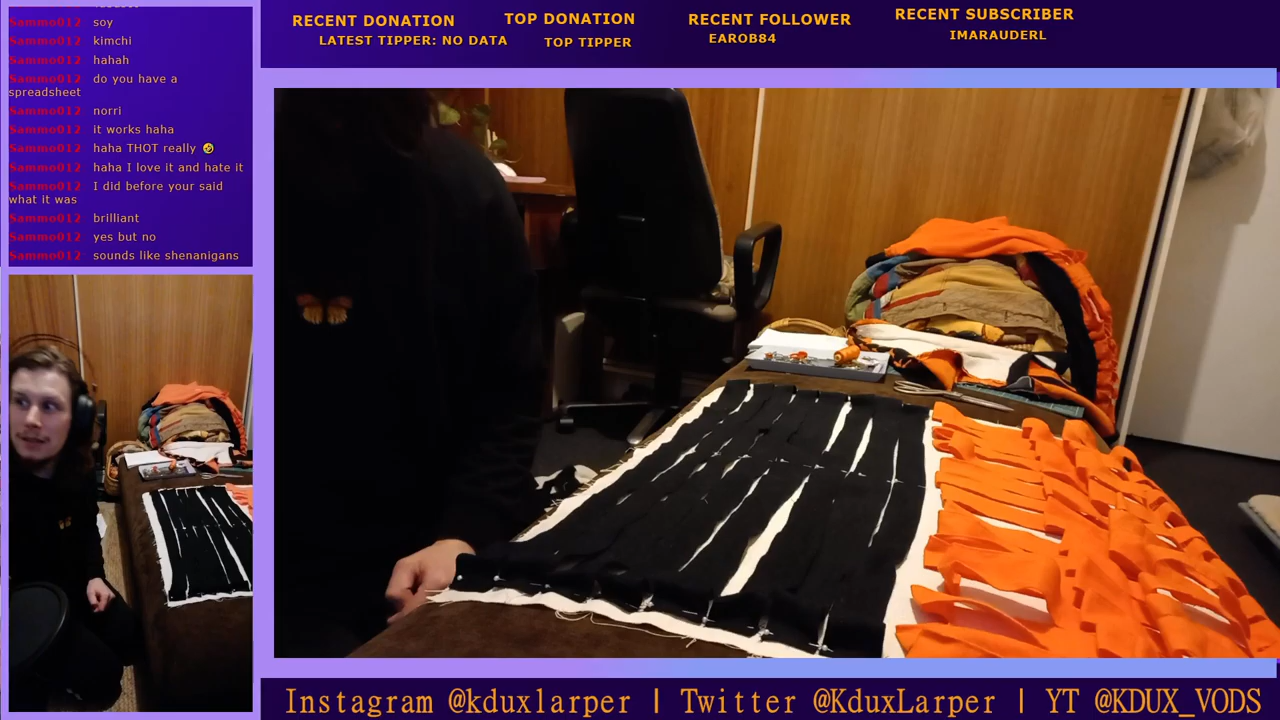 RECENT DONATION
LATEST TIPPER: NO DATA
TOP DONATION
TOP TIPPER
RECENT FOLLOWER
EAROB84
RECENT SUBSCRIBER
IMARAUDERL
Sammo012 soy
Sammo012 kimchi
Sammo012 hahah
Sammo012 do you have a
spreadsheet
Sammo012 norri
Sammo012 it works haha
Sammo012 haha THOT really 🤣
Sammo012 haha I love it and hate it
Sammo012 I did before your said
what it was
Sammo012 brilliant
Sammo012 yes but no
Sammo012 sounds like shenanigans
Instagram @kduxlarper | Twitter @KduxLarper | YT @KDUX_VODS